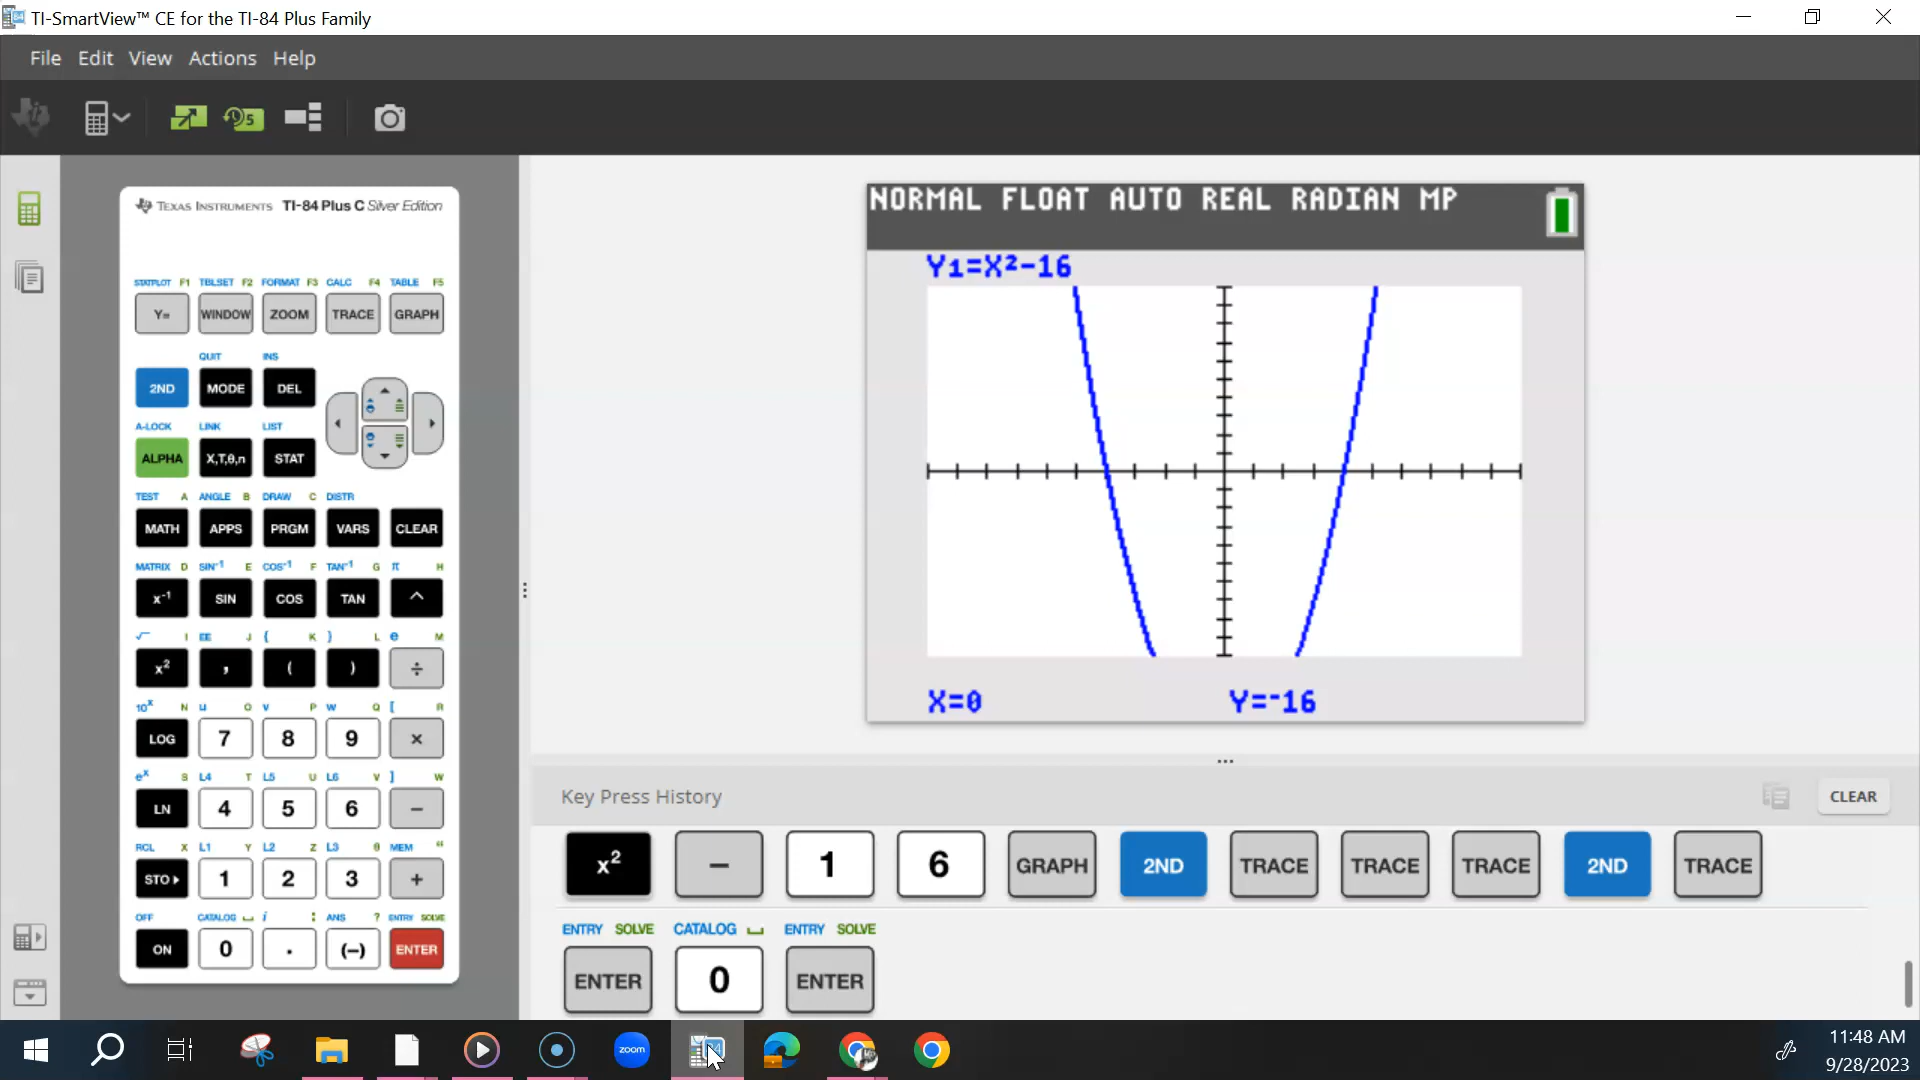 TI-SmartView™ CE for the TI-84 Plus Family
File Edit View Actions Help
5
TEXAS INSTRUMENTS TI-84 Plus C Silver Edition
STATPLOT F1 TBLSET F2 FORMAT F3 CALC F4 TABLE F5
Y= WINDOW ZOOM TRACE GRAPH
QUIT INS
2ND MODE DEL
A-LOCK LINK LIST
ALPHA X,T,θ,n STAT
TEST A ANGLE B DRAW C DISTR
MATH APPS PRGM VARS CLEAR
MATRIX D SIN⁻¹ E COS⁻¹ F TAN⁻¹ G π H
x⁻¹ SIN COS TAN ^
√ I EE J { K } L e M
x² , ( ) ÷
10ˣ N u O v P w Q [ R
LOG 7 8 9 ×
eˣ S L4 T L5 U L6 V ] W
LN 4 5 6 −
RCL X L1 Y L2 Z L3 θ MEM "
STO▸ 1 2 3 +
OFF CATALOG ⎵ i : ANS ? ENTRY SOLVE
ON 0 . (−) ENTER
NORMAL FLOAT AUTO REAL RADIAN MP
Y1=X²-16
X=0 Y=-16
Key Press History
CLEAR
x² − 1 6 GRAPH 2ND TRACE TRACE TRACE 2ND TRACE
ENTRY SOLVE CATALOG ⎵ ENTRY SOLVE
ENTER 0 ENTER
zoom
84
11:48 AM
9/28/2023